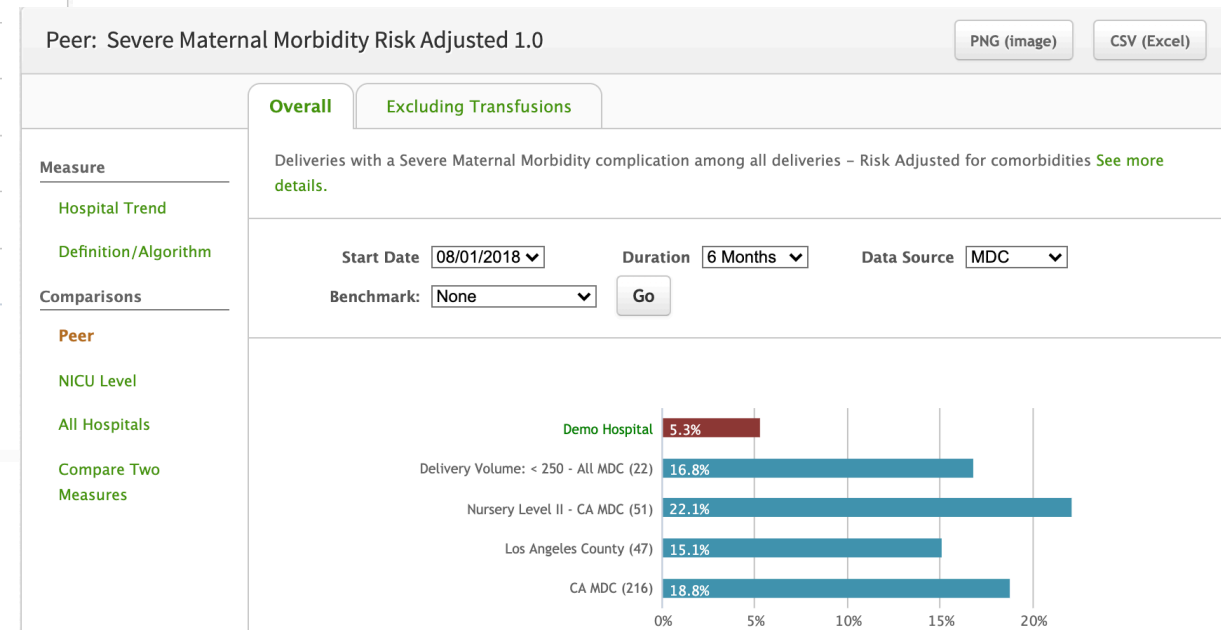 Peer: Severe Maternal Morbidity Risk Adjusted 1.0
PNG (image)
CSV (Excel)
Overall
Excluding Transfusions
Measure
Hospital Trend
Definition/Algorithm
Comparisons
Peer
NICU Level
All Hospitals
Compare Two
Measures
Deliveries with a Severe Maternal Morbidity complication among all deliveries – Risk Adjusted for comorbidities See more
details.
Start Date 08/01/2018 Duration 6 Months Data Source MDC
Benchmark: None Go
Demo Hospital 5.3%
Delivery Volume: < 250 - All MDC (22) 16.8%
Nursery Level II - CA MDC (51) 22.1%
Los Angeles County (47) 15.1%
CA MDC (216) 18.8%
0% 5% 10% 15% 20%